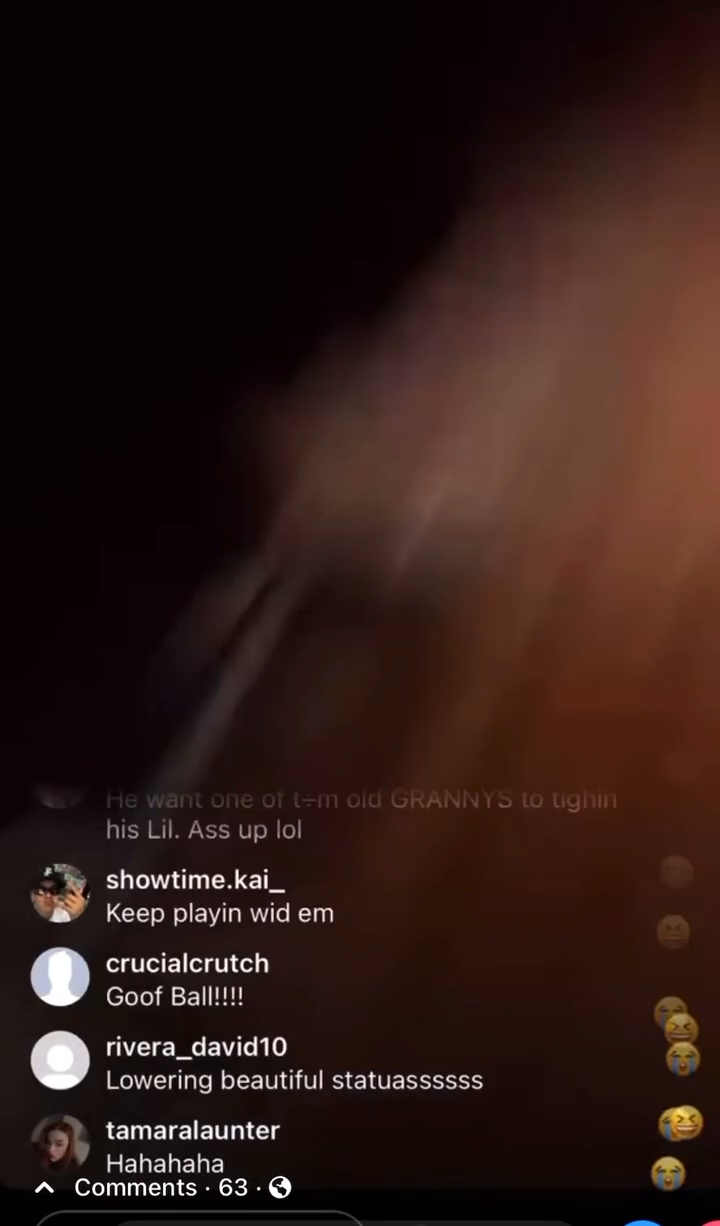 He want one of t÷m old GRANNYS to tighin
his Lil. Ass up lol
showtime.kai_
Keep playin wid em
crucialcrutch
Goof Ball!!!!
rivera_david10
Lowering beautiful statuassssss
tamaralaunter
Hahahaha
Comments · 63 ·